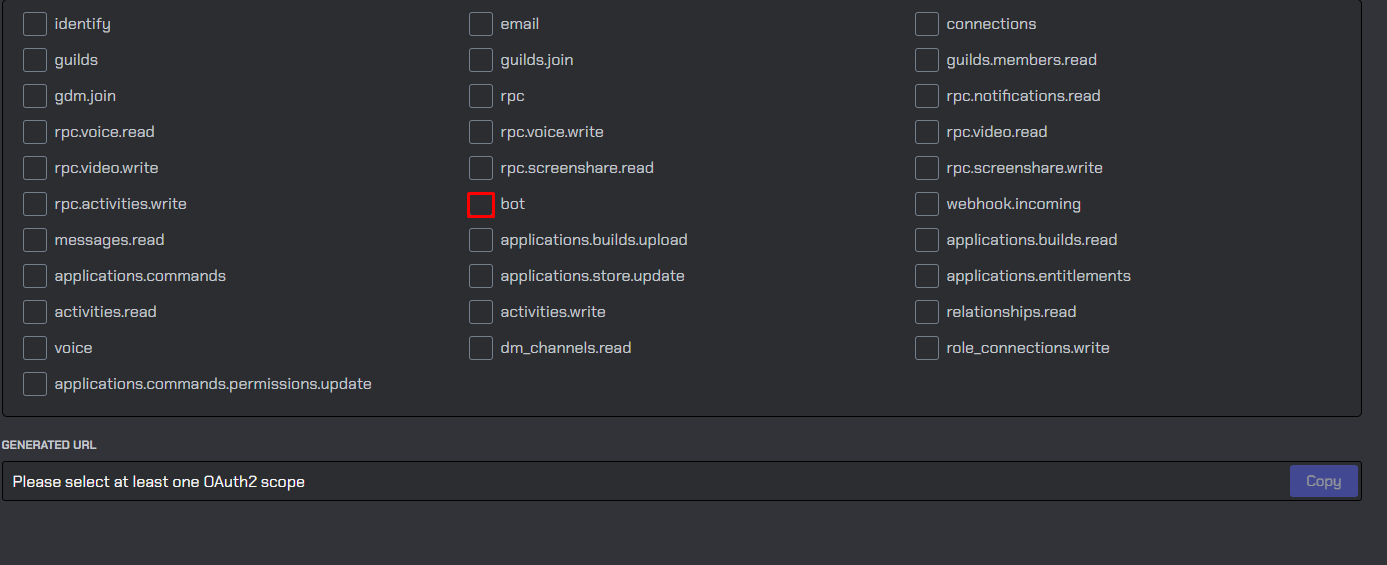 identify email connections
guilds guilds.join guilds.members.read
gdm.join rpc rpc.notifications.read
rpc.voice.read rpc.voice.write rpc.video.read
rpc.video.write rpc.screenshare.read rpc.screenshare.write
rpc.activities.write bot webhook.incoming
messages.read applications.builds.upload applications.builds.read
applications.commands applications.store.update applications.entitlements
activities.read activities.write relationships.read
voice dm_channels.read role_connections.write
applications.commands.permissions.update
GENERATED URL
Please select at least one OAuth2 scope Copy